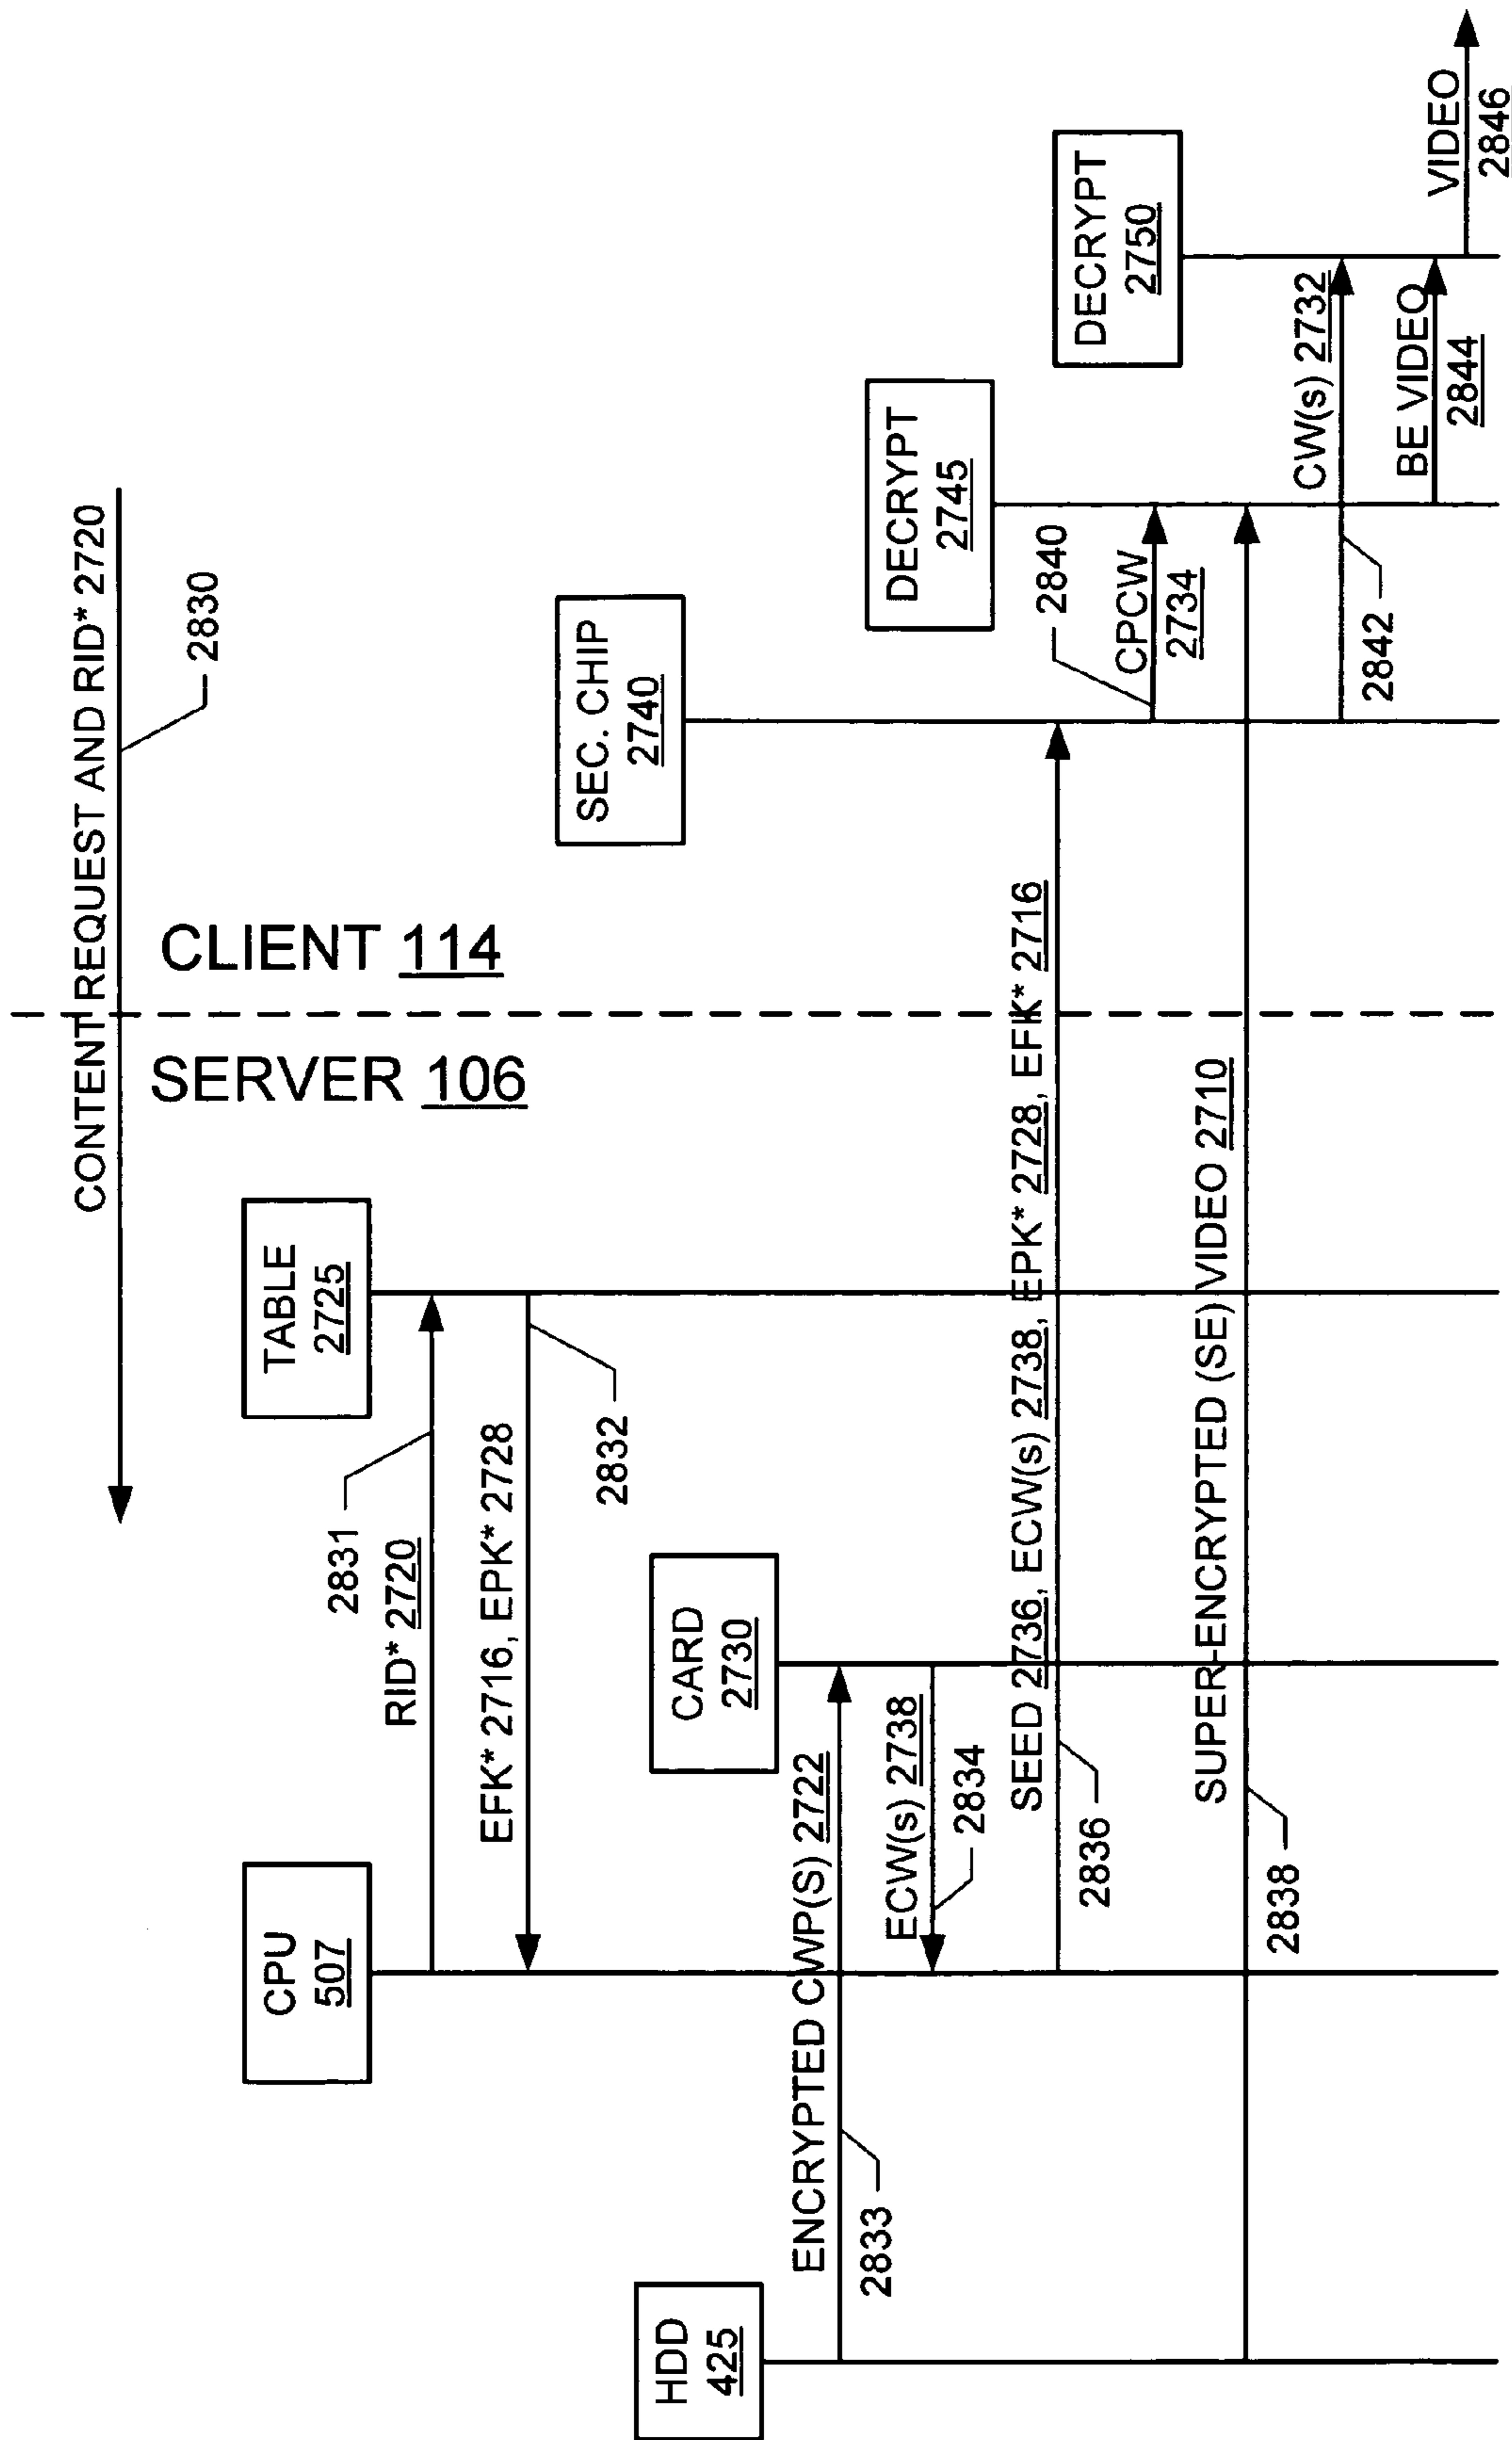 CONTENT REQUEST AND RID* 2720
2830
CLIENT 114
SERVER 106
CPU
507
TABLE
2725
2831
RID* 2720
EFK* 2716, EPK* 2728
2832
HDD
425
CARD
2730
SEC. CHIP
2740
DECRYPT
2745
DECRYPT
2750
ENCRYPTED CWP(S) 2722
2833
ECW(s) 2738
2834
SEED 2736, ECW(s) 2738, EPK* 2728, EFK* 2716
2836
2840
CPCW
2734
SUPER-ENCRYPTED (SE) VIDEO 2710
2838
CW(s) 2732
2842
BE VIDEO
2844
VIDEO
2846